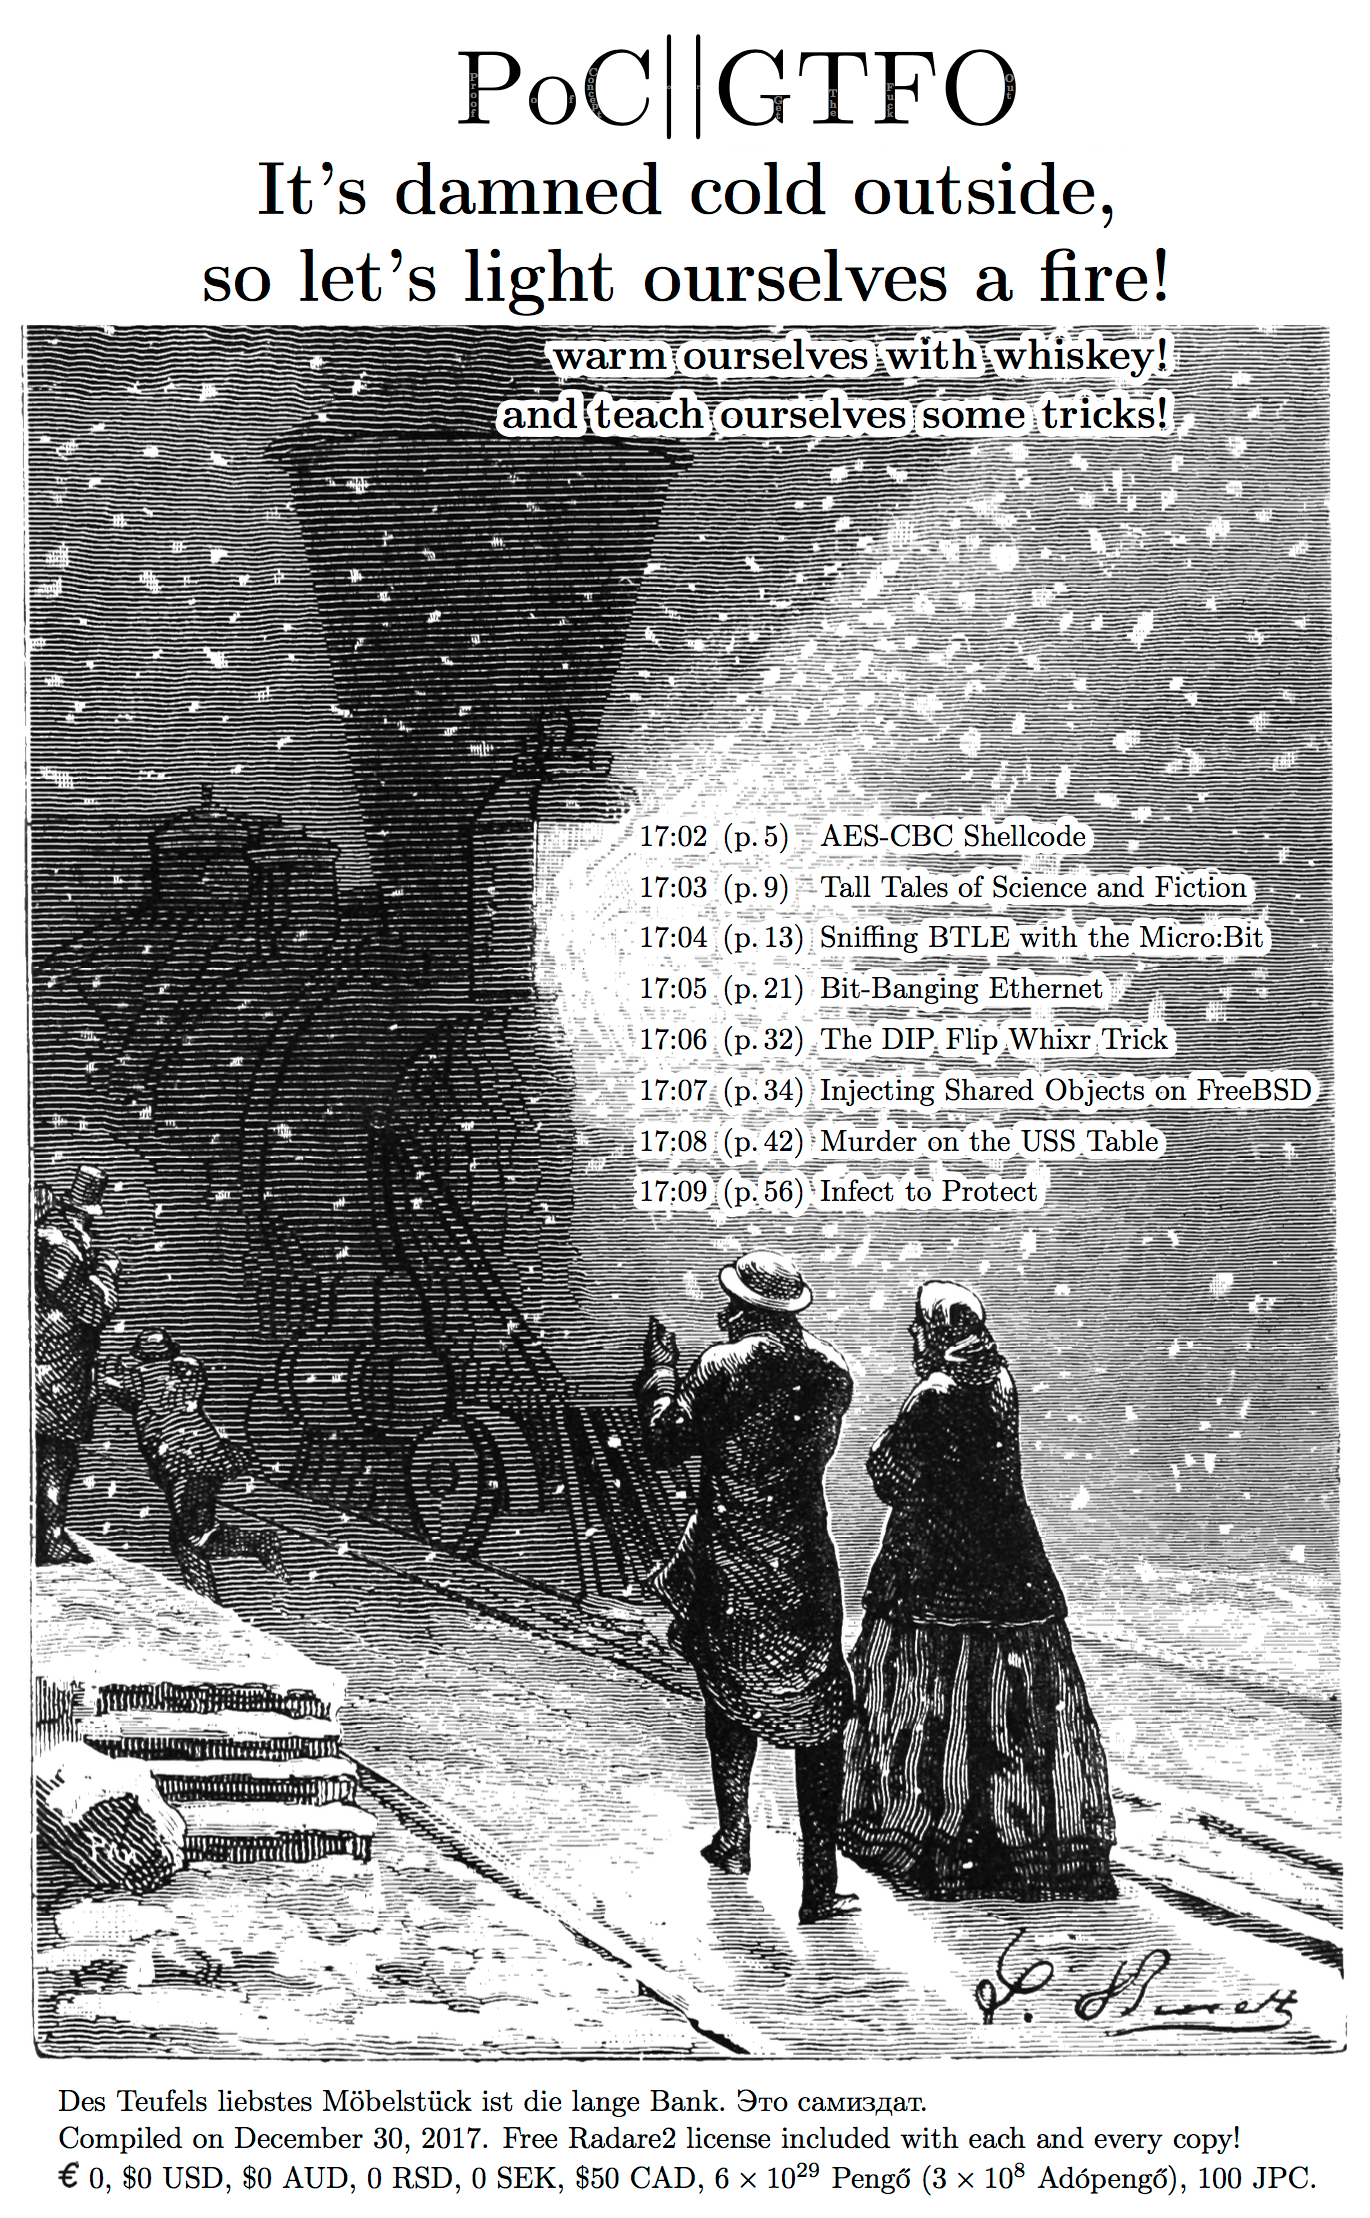 PoC||GTFO
Proof o f Concept o r Get The Fuck Out
It's damned cold outside,
so let's light ourselves a fire!
warm ourselves with whiskey!
and teach ourselves some tricks!
17:02 (p. 5) AES-CBC Shellcode
17:03 (p. 9) Tall Tales of Science and Fiction
17:04 (p. 13) Sniffing BTLE with the Micro:Bit
17:05 (p. 21) Bit-Banging Ethernet
17:06 (p. 32) The DIP Flip Whixr Trick
17:07 (p. 34) Injecting Shared Objects on FreeBSD
17:08 (p. 42) Murder on the USS Table
17:09 (p. 56) Infect to Protect
Des Teufels liebstes Möbelstück ist die lange Bank. Это самиздат.
Compiled on December 30, 2017. Free Radare2 license included with each and every copy!
€ 0, $0 USD, $0 AUD, 0 RSD, 0 SEK, $50 CAD, 6 × 10²⁹ Pengő (3 × 10⁸ Adópengő), 100 JPC.